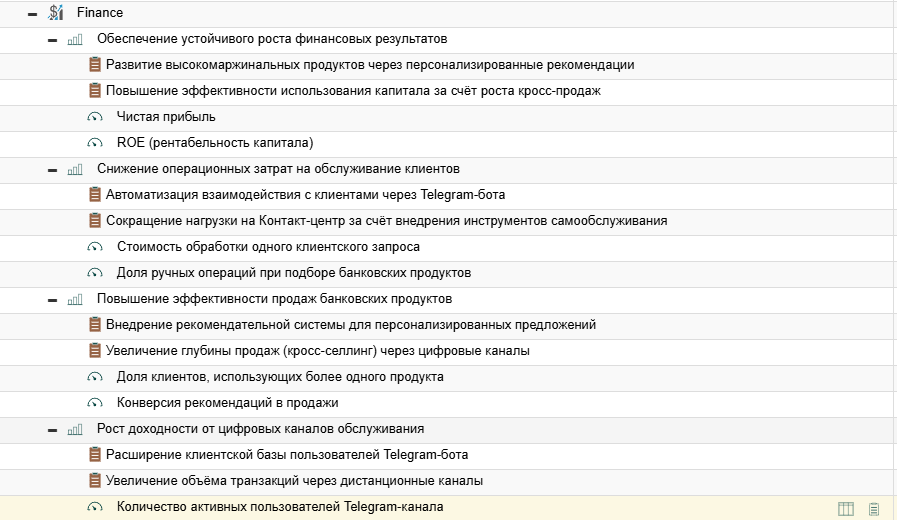 Finance
Обеспечение устойчивого роста финансовых результатов
Развитие высокомаржинальных продуктов через персонализированные рекомендации
Повышение эффективности использования капитала за счёт роста кросс-продаж
Чистая прибыль
ROE (рентабельность капитала)
Снижение операционных затрат на обслуживание клиентов
Автоматизация взаимодействия с клиентами через Telegram-бота
Сокращение нагрузки на Контакт-центр за счёт внедрения инструментов самообслуживания
Стоимость обработки одного клиентского запроса
Доля ручных операций при подборе банковских продуктов
Повышение эффективности продаж банковских продуктов
Внедрение рекомендательной системы для персонализированных предложений
Увеличение глубины продаж (кросс-селлинг) через цифровые каналы
Доля клиентов, использующих более одного продукта
Конверсия рекомендаций в продажи
Рост доходности от цифровых каналов обслуживания
Расширение клиентской базы пользователей Telegram-бота
Увеличение объёма транзакций через дистанционные каналы
Количество активных пользователей Telegram-канала